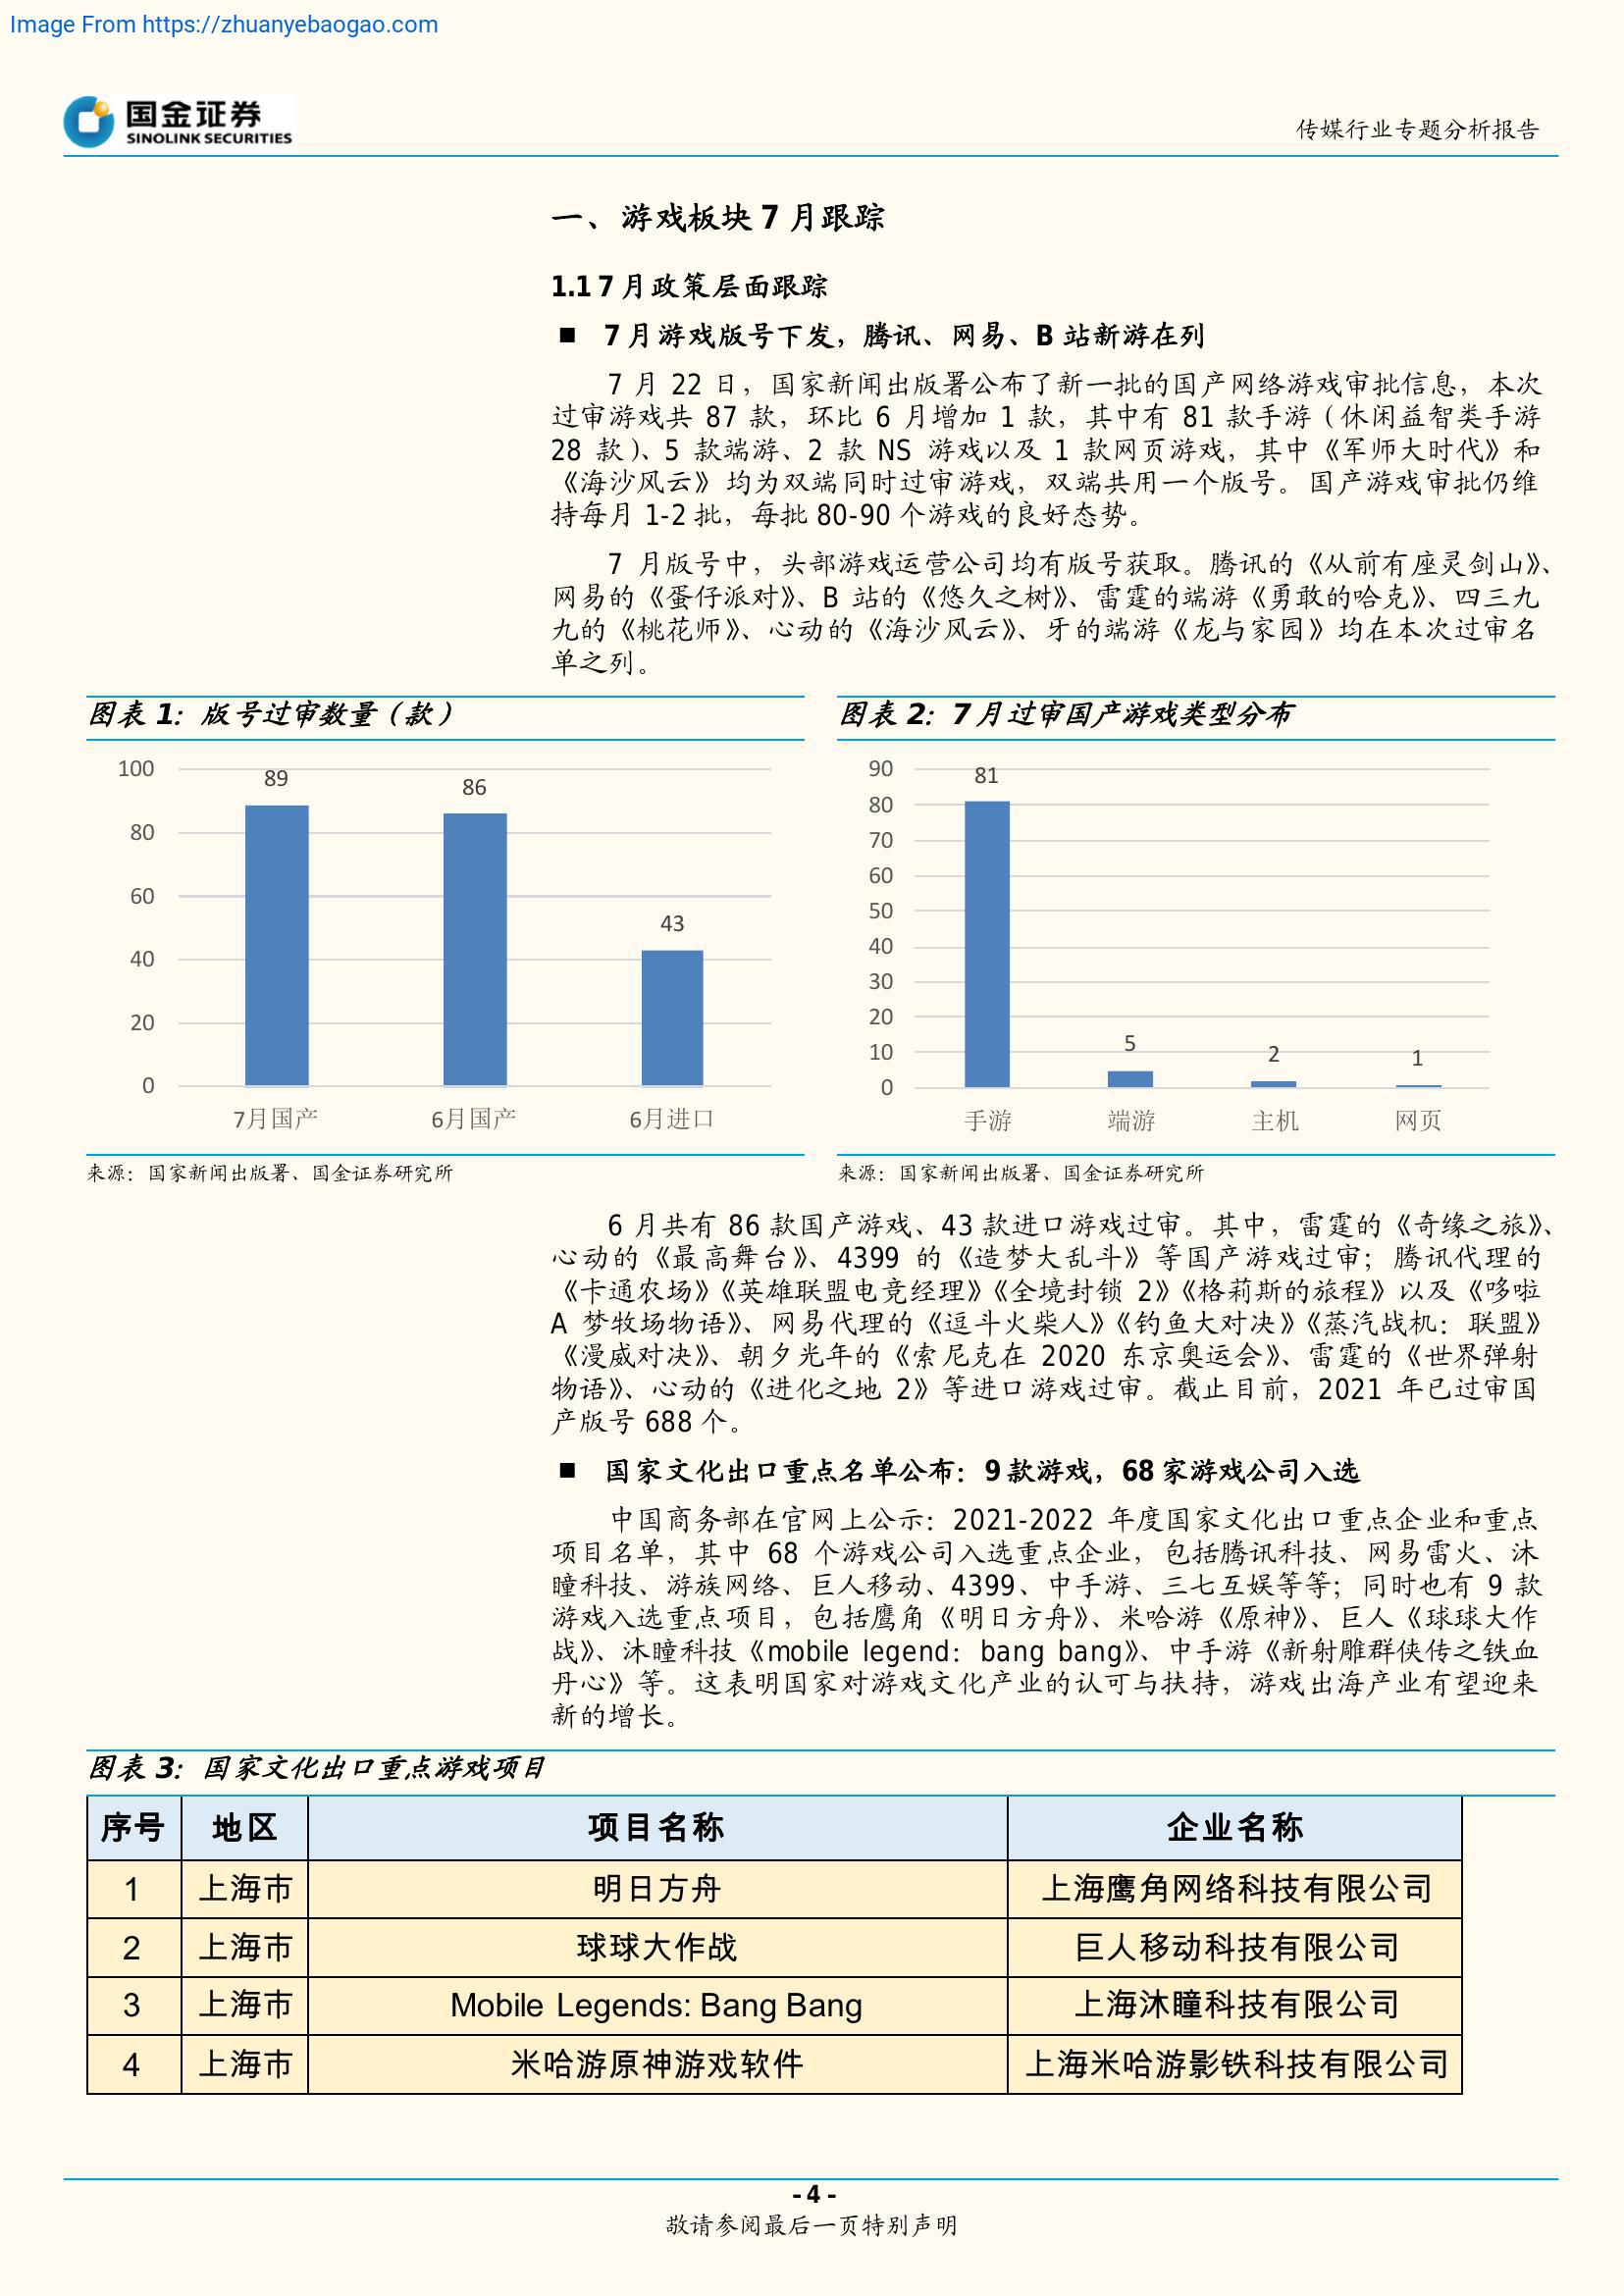 Image From https://zhuanyebaogao.com
国金证券
SINOLINK SECURITIES
传媒行业专题分析报告
一、游戏板块 7 月跟踪
1.1 7 月政策层面跟踪
■ 7 月游戏版号下发，腾讯、网易、B 站新游在列
7 月 22 日，国家新闻出版署公布了新一批的国产网络游戏审批信息，本次
过审游戏共 87 款，环比 6 月增加 1 款，其中有 81 款手游（休闲益智类手游
28 款）、5 款端游、2 款 NS 游戏以及 1 款网页游戏，其中《军师大时代》和
《海沙风云》均为双端同时过审游戏，双端共用一个版号。国产游戏审批仍维
持每月 1-2 批，每批 80-90 个游戏的良好态势。
7 月版号中，头部游戏运营公司均有版号获取。腾讯的《从前有座灵剑山》、
网易的《蛋仔派对》、B 站的《悠久之树》、雷霆的端游《勇敢的哈克》、四三九
九的《桃花师》、心动的《海沙风云》、牙的端游《龙与家园》均在本次过审名
单之列。
图表 1：版号过审数量（款）
100
80
60
40
20
0
89
86
43
7月国产
6月国产
6月进口
来源：国家新闻出版署、国金证券研究所
图表 2：7 月过审国产游戏类型分布
90
80
70
60
50
40
30
20
10
0
81
5
2
1
手游
端游
主机
网页
来源：国家新闻出版署、国金证券研究所
6 月共有 86 款国产游戏、43 款进口游戏过审。其中，雷霆的《奇缘之旅》、
心动的《最高舞台》、4399 的《造梦大乱斗》等国产游戏过审；腾讯代理的
《卡通农场》《英雄联盟电竞经理》《全境封锁 2》《格莉斯的旅程》以及《哆啦
A 梦牧场物语》、网易代理的《逗斗火柴人》《钓鱼大对决》《蒸汽战机：联盟》
《漫威对决》、朝夕光年的《索尼克在 2020 东京奥运会》、雷霆的《世界弹射
物语》、心动的《进化之地 2》等进口游戏过审。截止目前，2021 年已过审国
产版号 688 个。
■ 国家文化出口重点名单公布：9 款游戏，68 家游戏公司入选
中国商务部在官网上公示：2021-2022 年度国家文化出口重点企业和重点
项目名单，其中 68 个游戏公司入选重点企业，包括腾讯科技、网易雷火、沐
瞳科技、游族网络、巨人移动、4399、中手游、三七互娱等等；同时也有 9 款
游戏入选重点项目，包括鹰角《明日方舟》、米哈游《原神》、巨人《球球大作
战》、沐瞳科技《mobile legend：bang bang》、中手游《新射雕群侠传之铁血
丹心》等。这表明国家对游戏文化产业的认可与扶持，游戏出海产业有望迎来
新的增长。
图表 3：国家文化出口重点游戏项目
序号 地区 项目名称 企业名称
1 上海市 明日方舟 上海鹰角网络科技有限公司
2 上海市 球球大作战 巨人移动科技有限公司
3 上海市 Mobile Legends: Bang Bang 上海沐瞳科技有限公司
4 上海市 米哈游原神游戏软件 上海米哈游影铁科技有限公司
- 4 -
敬请参阅最后一页特别声明